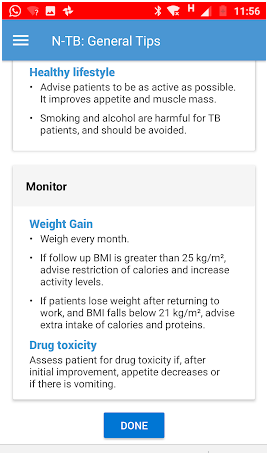 H 11:56
N-TB: General Tips
Healthy lifestyle
• Advise patients to be as active as possible.
It improves appetite and muscle mass.
• Smoking and alcohol are harmful for TB
patients, and should be avoided.
Monitor
Weight Gain
• Weigh every month.
• If follow up BMI is greater than 25 kg/m²,
advise restriction of calories and increase
activity levels.
• If patients lose weight after returning to
work, and BMI falls below 21 kg/m², advise
extra intake of calories and proteins.
Drug toxicity
Assess patient for drug toxicity if, after
initial improvement, appetite decreases or
if there is vomiting.
DONE